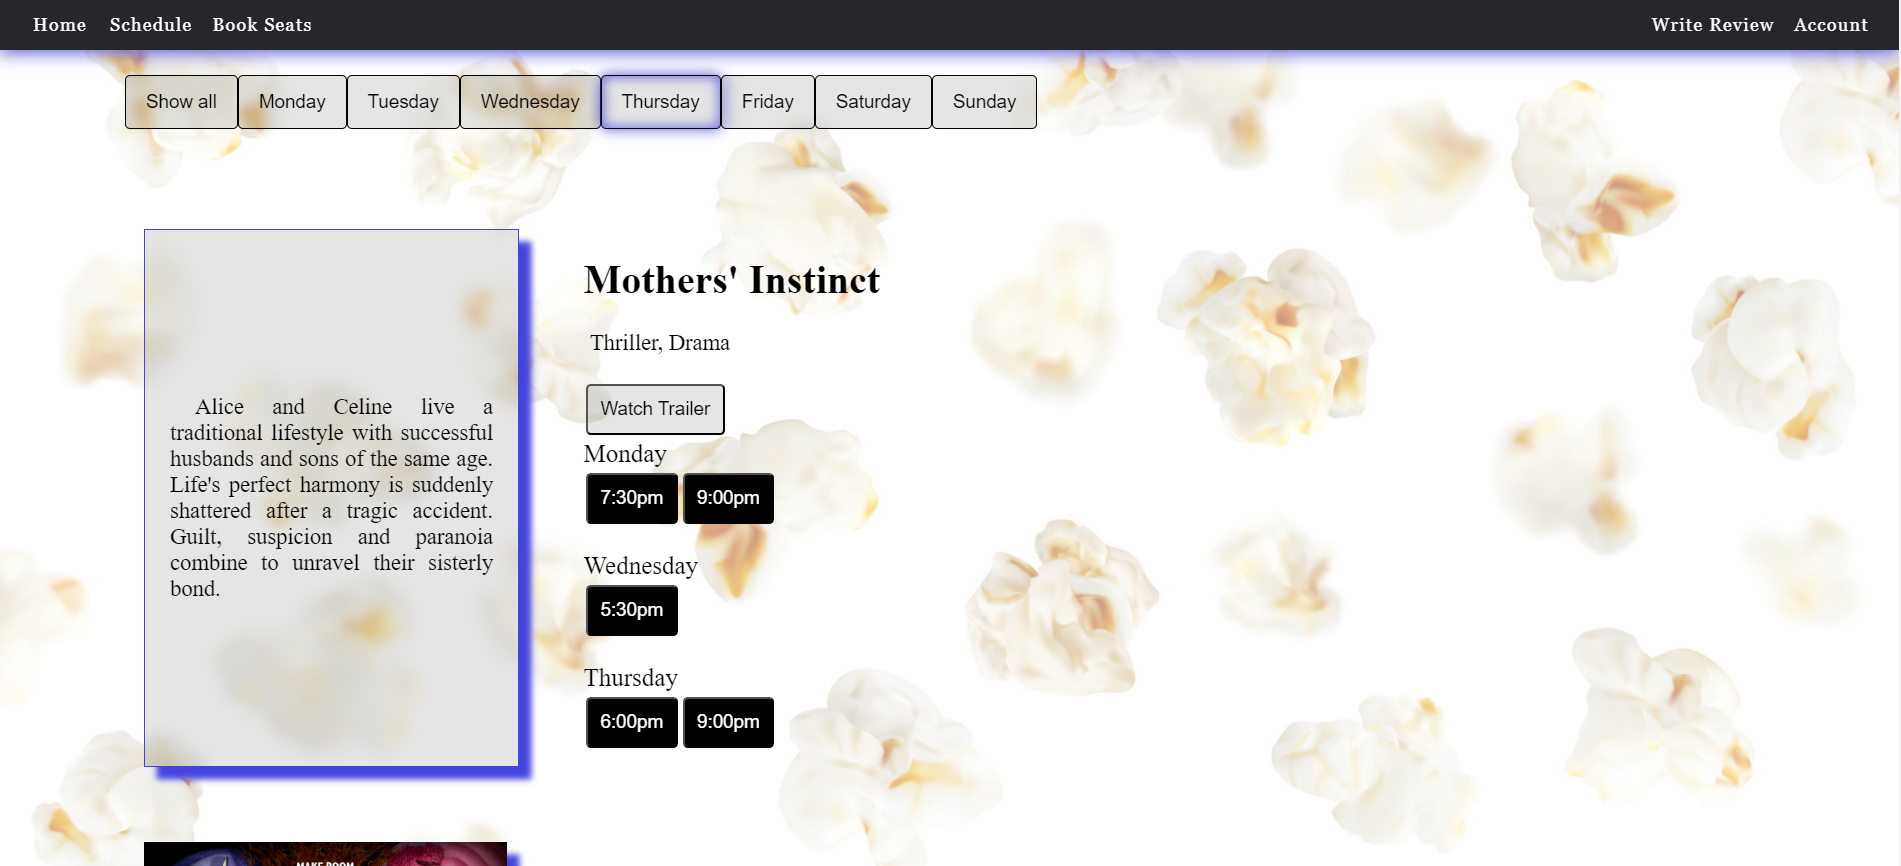 Home Schedule Book Seats Write Review Account
Show all Monday Tuesday Wednesday Thursday Friday Saturday Sunday
Mothers' Instinct
Thriller, Drama
Watch Trailer
Alice and Celine live a
traditional lifestyle with successful
husbands and sons of the same age.
Life's perfect harmony is suddenly
shattered after a tragic accident.
Guilt, suspicion and paranoia
combine to unravel their sisterly
bond.
Monday
7:30pm 9:00pm
Wednesday
5:30pm
Thursday
6:00pm 9:00pm
MAKE ROOM